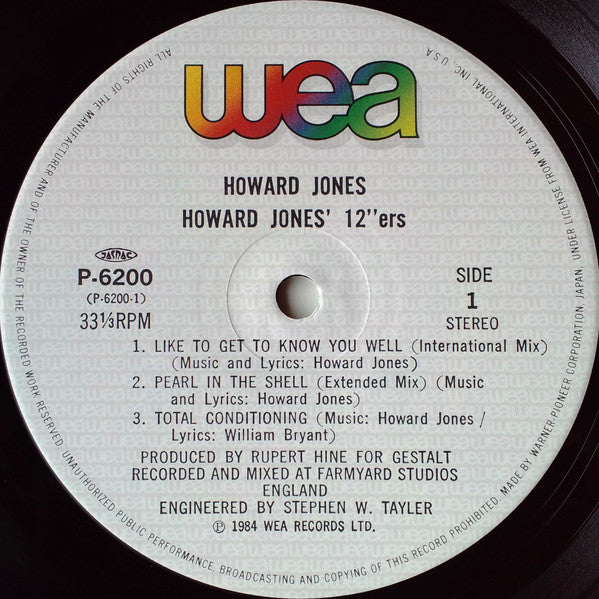 wea
HOWARD JONES
HOWARD JONES' 12"ers
JASRAC
P-6200
(P-6200-1)
33⅓RPM
SIDE
1
STEREO
1. LIKE TO GET TO KNOW YOU WELL (International Mix)
(Music and Lyrics: Howard Jones)
2. PEARL IN THE SHELL (Extended Mix) (Music
and Lyrics: Howard Jones)
3. TOTAL CONDITIONING (Music: Howard Jones /
Lyrics: William Bryant)
PRODUCED BY RUPERT HINE FOR GESTALT
RECORDED AND MIXED AT FARMYARD STUDIOS
ENGLAND
ENGINEERED BY STEPHEN W. TAYLER
℗ 1984 WEA RECORDS LTD.
ALL RIGHTS OF THE MANUFACTURER AND OF THE OWNER OF THE RECORDED WORK RESERVED. UNAUTHORIZED PUBLIC PERFORMANCE, BROADCASTING AND COPYING OF THIS RECORD PROHIBITED. MADE BY WARNER-PIONEER CORPORATION, JAPAN, UNDER LICENSE FROM WEA INTERNATIONAL INC., U.S.A.